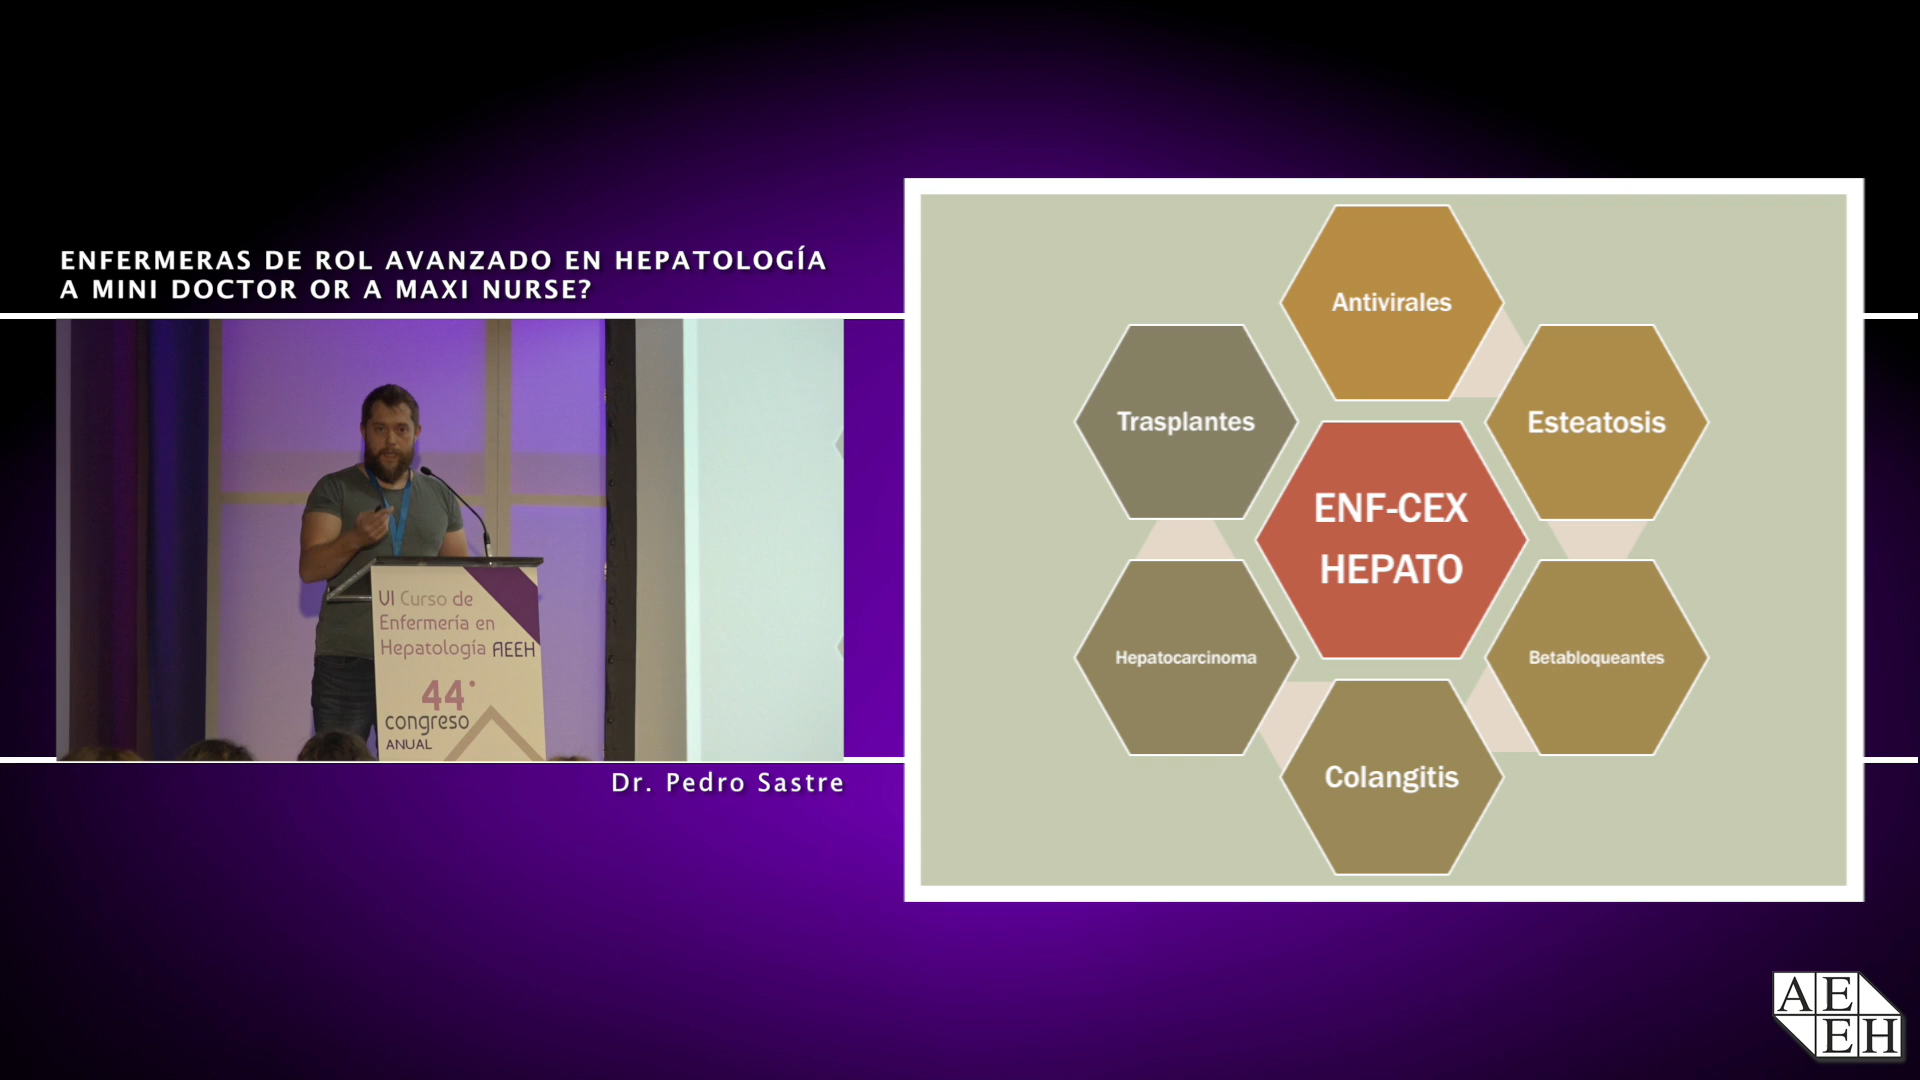 ENFERMERAS DE ROL AVANZADO EN HEPATOLOGÍA
A MINI DOCTOR OR A MAXI NURSE?
VI Curso de
Enfermería en
Hepatología AEEH
44º
congreso
ANUAL
Dr. Pedro Sastre
Antivirales
Esteatosis
Betabloqueantes
Colangitis
Hepatocarcinoma
Trasplantes
ENF-CEX
HEPATO
AE
EH